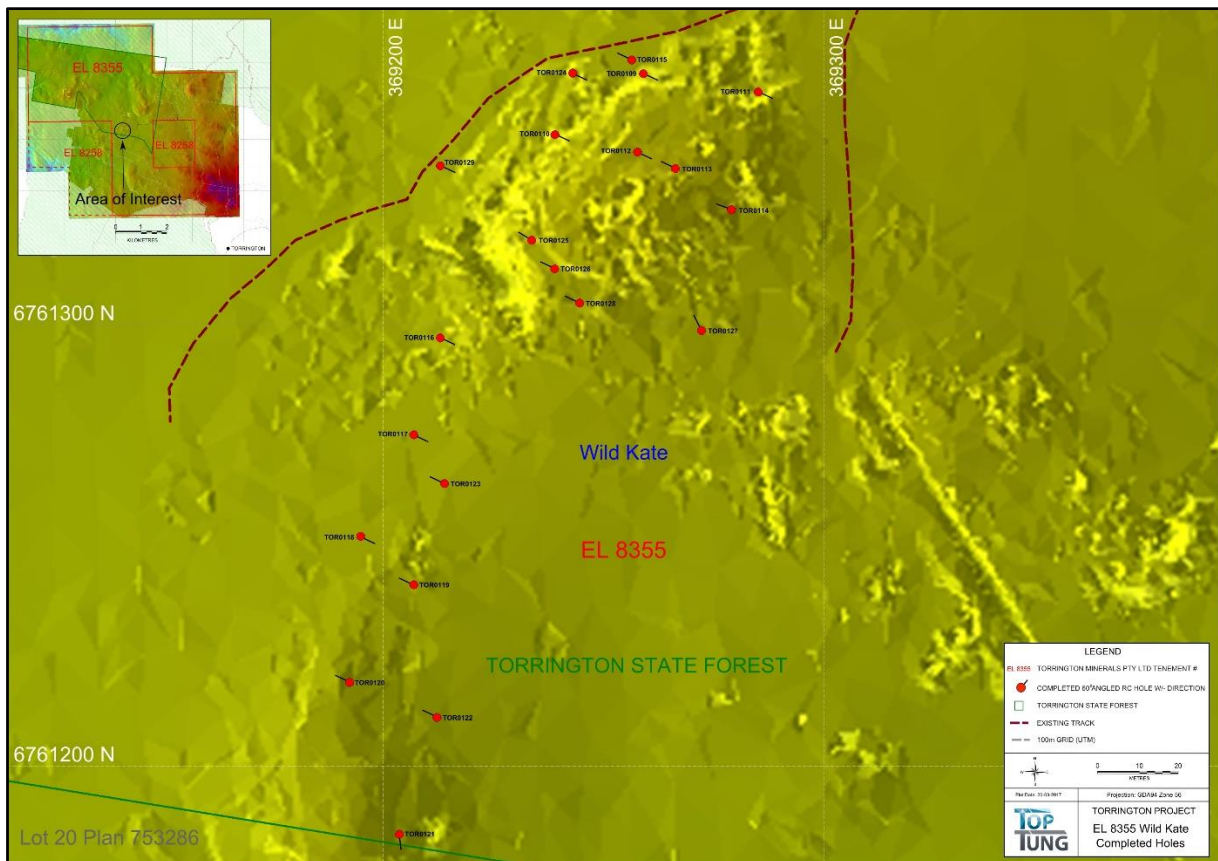 EL 8355
EL 8258
EL 8258
Area of Interest
0 1 2
KILOMETRES
TORRINGTON
369200 E
369300 E
TOR0115
TOR0124
TOR0109
TOR0111
TOR0110
TOR0112
TOR0113
TOR0129
TOR0114
TOR0125
TOR0126
TOR0128
6761300 N
TOR0127
TOR0116
TOR0117
Wild Kate
TOR0123
TOR0118
EL 8355
TOR0119
TORRINGTON STATE FOREST
TOR0120
TOR0122
6761200 N
TOR0121
Lot 20 Plan 753286
LEGEND
EL 8355 TORRINGTON MINERALS PTY LTD TENEMENT #
COMPLETED 60°ANGLED RC HOLE W/- DIRECTION
TORRINGTON STATE FOREST
EXISTING TRACK
100m GRID (UTM)
0 10 20
METRES
Projection: GDA94 Zone 56
TOP
TUNG
TORRINGTON PROJECT
EL 8355 Wild Kate
Completed Holes